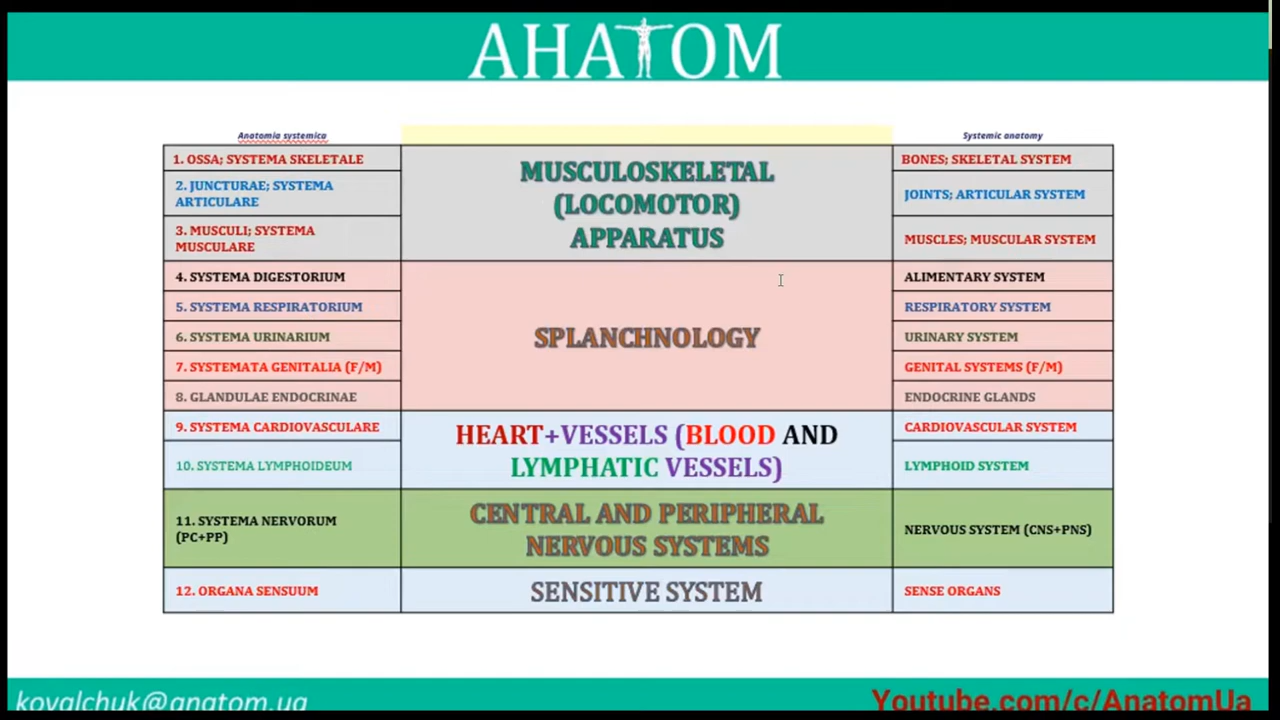 АНАТОМ
Anatomia systemica
Systemic anatomy
1. OSSA; SYSTEMA SKELETALE
MUSCULOSKELETAL
(LOCOMOTOR)
APPARATUS
BONES; SKELETAL SYSTEM
2. JUNCTURAE; SYSTEMA
ARTICULARE
JOINTS; ARTICULAR SYSTEM
3. MUSCULI; SYSTEMA
MUSCULARE
MUSCLES; MUSCULAR SYSTEM
4. SYSTEMA DIGESTORIUM
SPLANCHNOLOGY
ALIMENTARY SYSTEM
5. SYSTEMA RESPIRATORIUM
RESPIRATORY SYSTEM
6. SYSTEMA URINARIUM
URINARY SYSTEM
7. SYSTEMATA GENITALIA (F/M)
GENITAL SYSTEMS (F/M)
8. GLANDULAE ENDOCRINAE
ENDOCRINE GLANDS
9. SYSTEMA CARDIOVASCULARE
HEART+VESSELS (BLOOD AND
LYMPHATIC VESSELS)
CARDIOVASCULAR SYSTEM
10. SYSTEMA LYMPHOIDEUM
LYMPHOID SYSTEM
11. SYSTEMA NERVORUM
(PC+PP)
CENTRAL AND PERIPHERAL
NERVOUS SYSTEMS
NERVOUS SYSTEM (CNS+PNS)
12. ORGANA SENSUUM
SENSITIVE SYSTEM
SENSE ORGANS
kovalchuk@anatom.ua
Youtube.com/c/AnatomUa